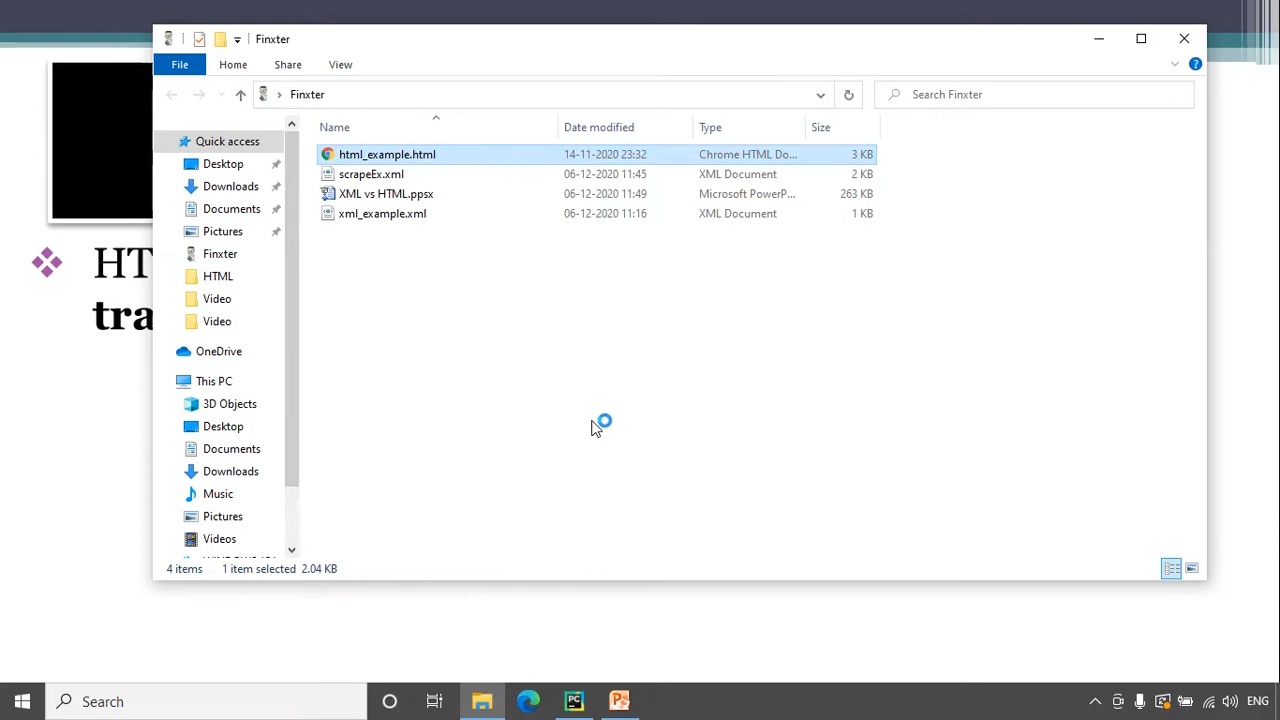 Finxter
File Home Share View
Finxter
Search Finxter
Name Date modified Type Size
Quick access
Desktop
Downloads
Documents
Pictures
Finxter
HTML
Video
Video
OneDrive
This PC
3D Objects
Desktop
Documents
Downloads
Music
Pictures
Videos
html_example.html 14-11-2020 23:32 Chrome HTML Do... 3 KB
scrapeEx.xml 06-12-2020 11:45 XML Document 2 KB
XML vs HTML.ppsx 06-12-2020 11:49 Microsoft PowerP... 263 KB
xml_example.xml 06-12-2020 11:16 XML Document 1 KB
4 items 1 item selected 2.04 KB
HT
tra
Search
ENG